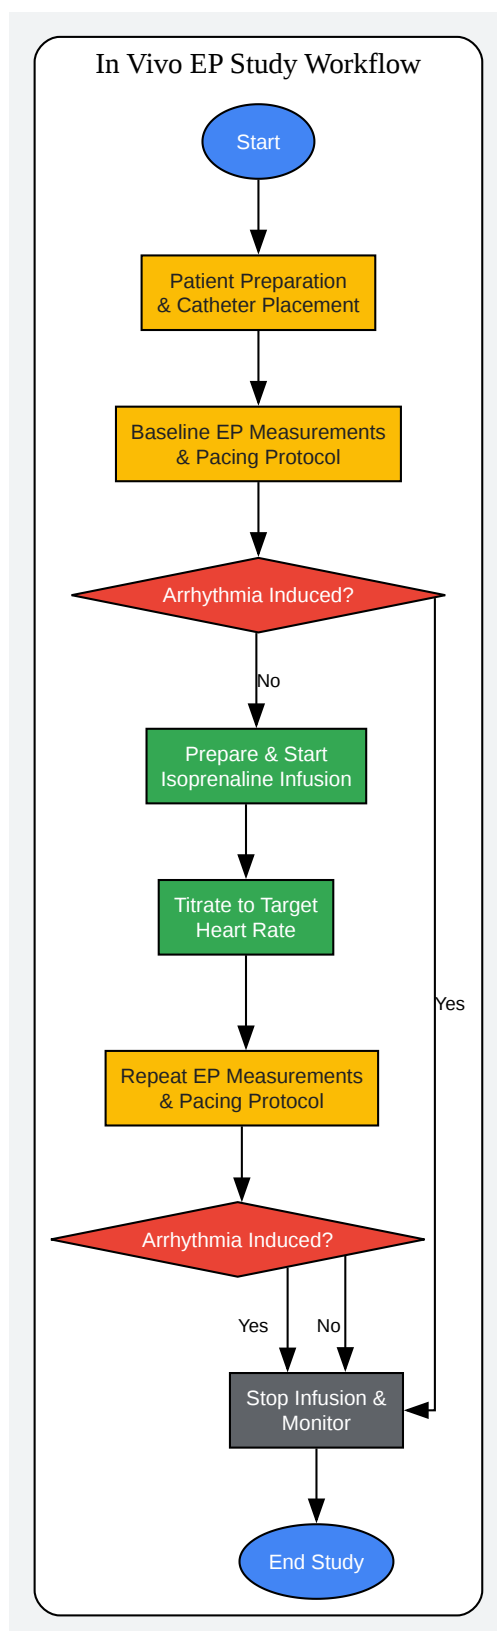 In Vivo EP Study Workflow
Start
Patient Preparation
& Catheter Placement
Baseline EP Measurements
& Pacing Protocol
Arrhythmia Induced?
No
Prepare & Start
Isoprenaline Infusion
Titrate to Target
Heart Rate
Yes
Repeat EP Measurements
& Pacing Protocol
Arrhythmia Induced?
Yes
No
Stop Infusion &
Monitor
End Study